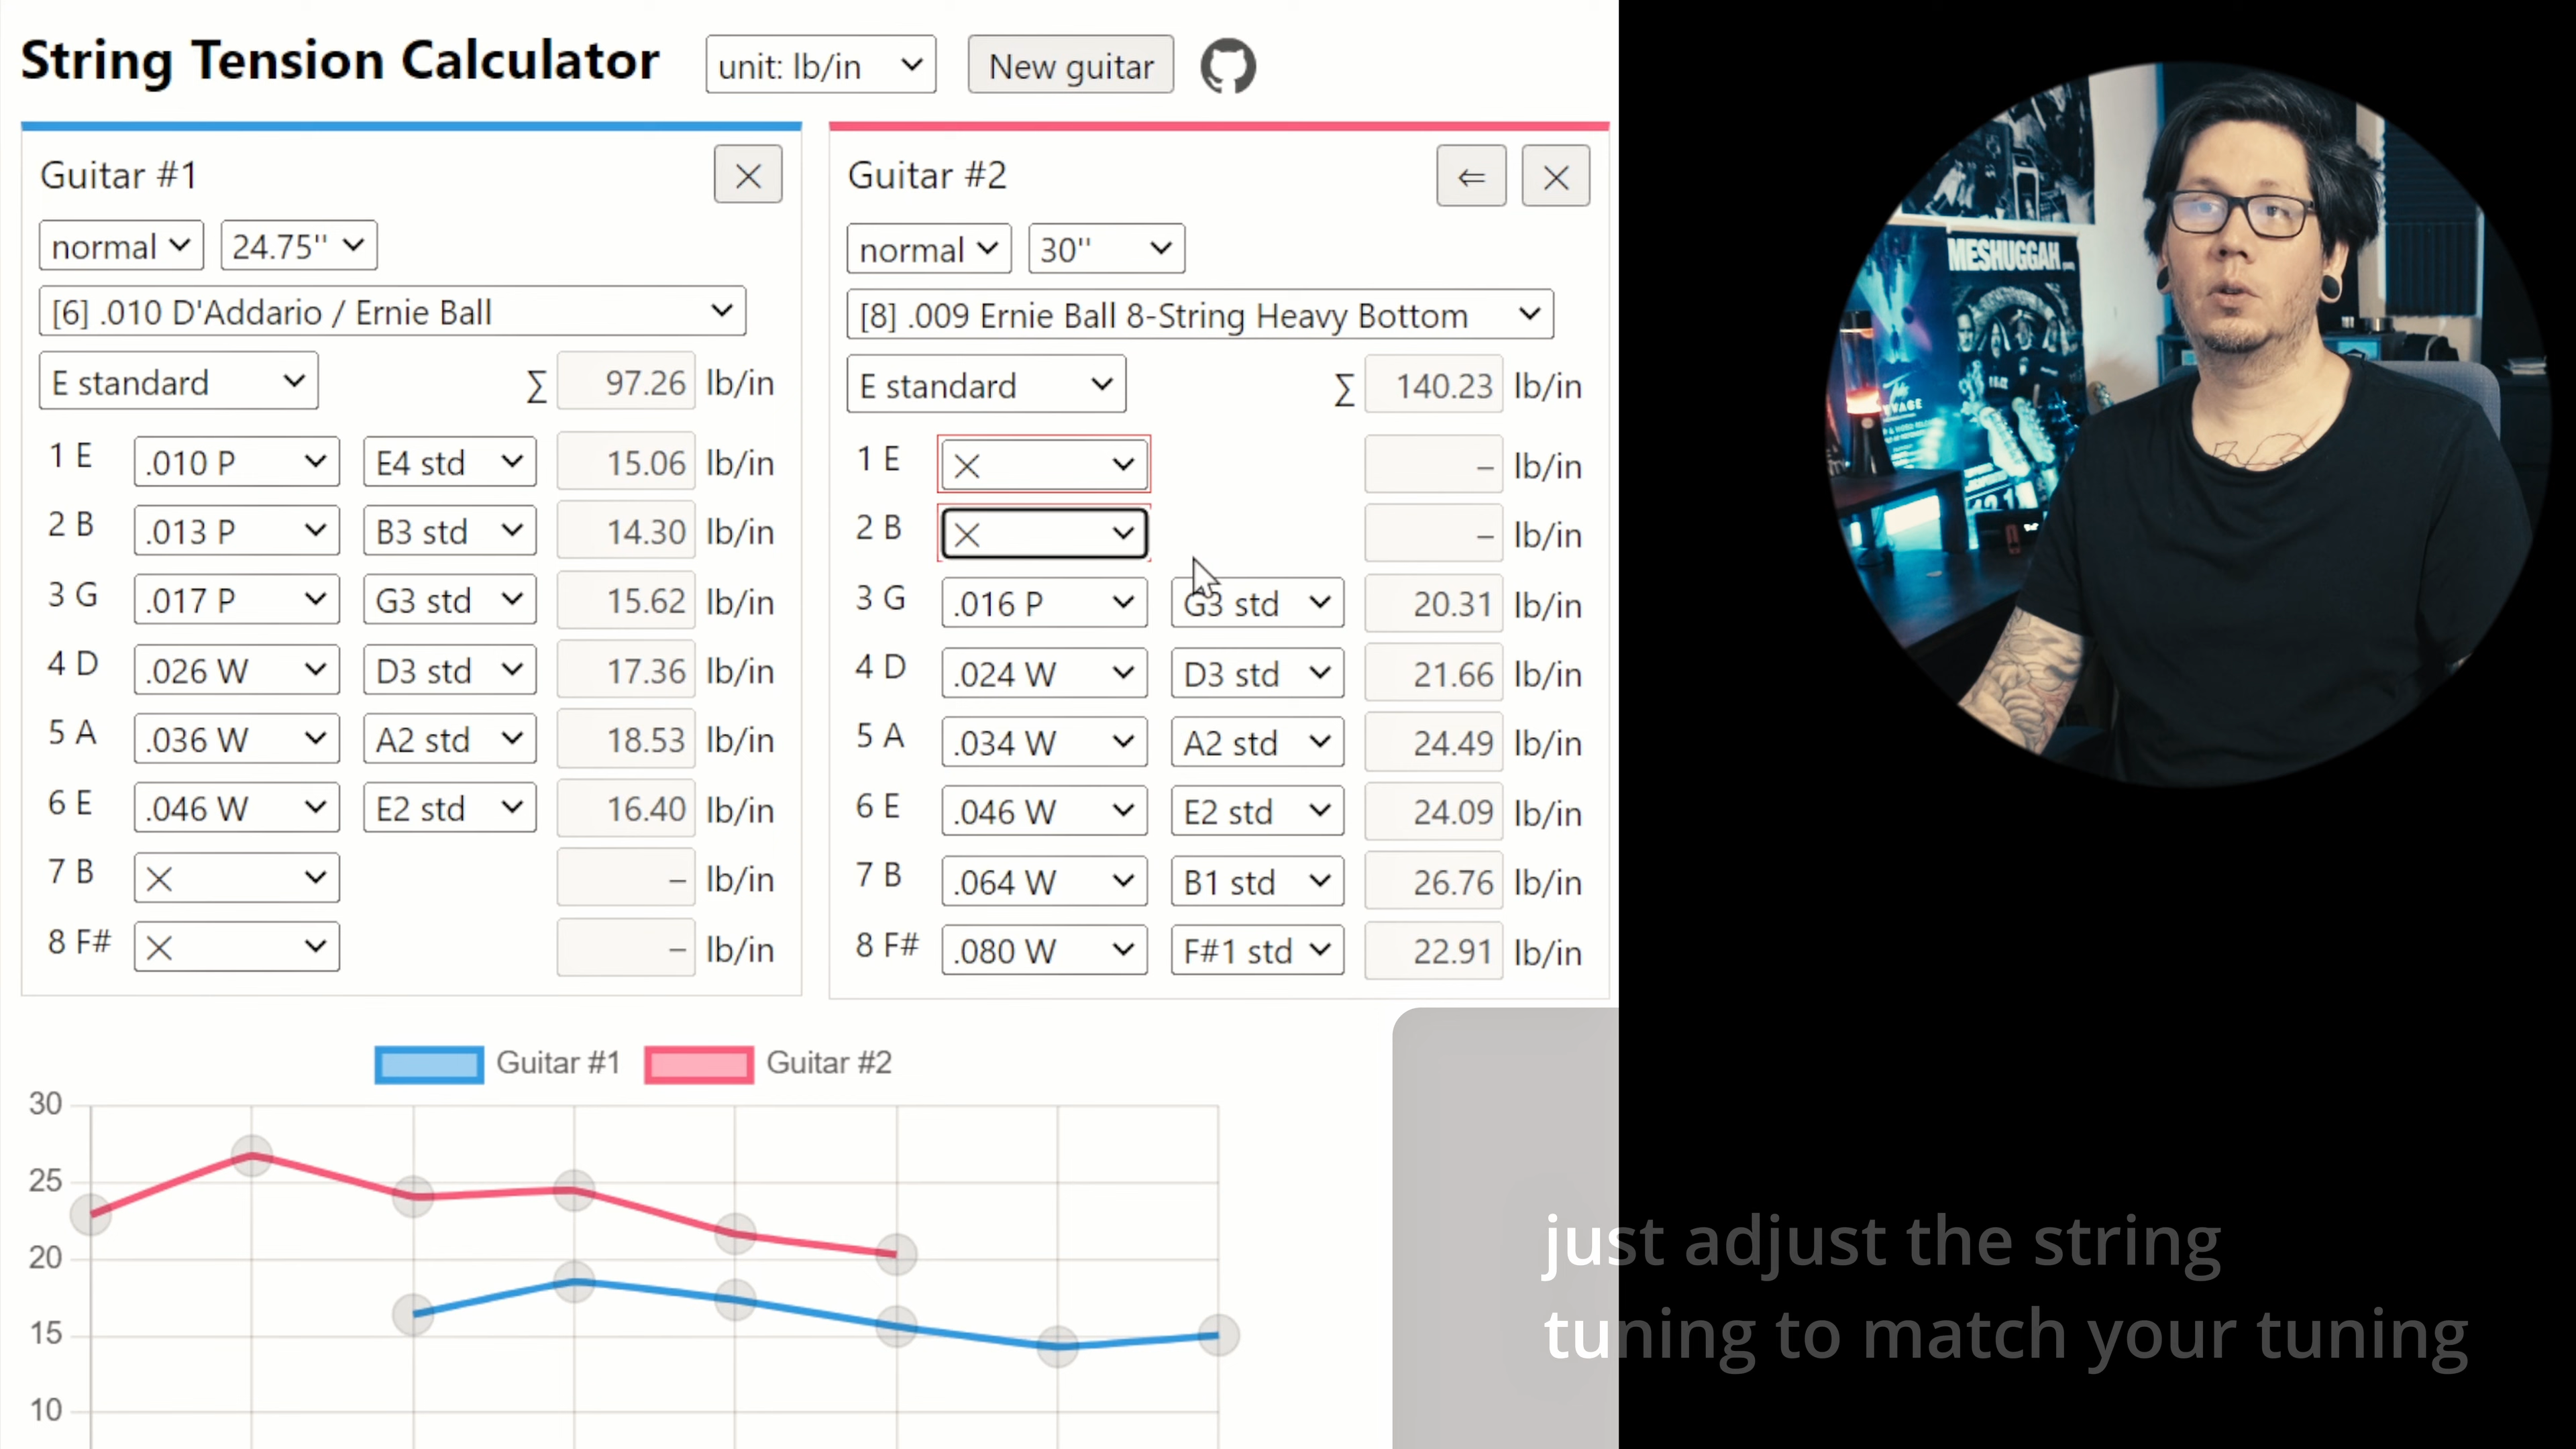 String Tension Calculator
unit: lb/in
New guitar
Guitar #1
normal
24.75"
[6] .010 D'Addario / Ernie Ball
E standard
∑ 97.26 lb/in
1 E .010 P E4 std 15.06 lb/in
2 B .013 P B3 std 14.30 lb/in
3 G .017 P G3 std 15.62 lb/in
4 D .026 W D3 std 17.36 lb/in
5 A .036 W A2 std 18.53 lb/in
6 E .046 W E2 std 16.40 lb/in
7 B × – lb/in
8 F# × – lb/in
Guitar #2
⇐ ×
normal
30"
[8] .009 Ernie Ball 8-String Heavy Bottom
E standard
∑ 140.23 lb/in
1 E × – lb/in
2 B × – lb/in
3 G .016 P G3 std 20.31 lb/in
4 D .024 W D3 std 21.66 lb/in
5 A .034 W A2 std 24.49 lb/in
6 E .046 W E2 std 24.09 lb/in
7 B .064 W B1 std 26.76 lb/in
8 F# .080 W F#1 std 22.91 lb/in
Guitar #1 Guitar #2
30
25
20
15
10
MESHUGGAH
just adjust the string
tuning to match your tuning